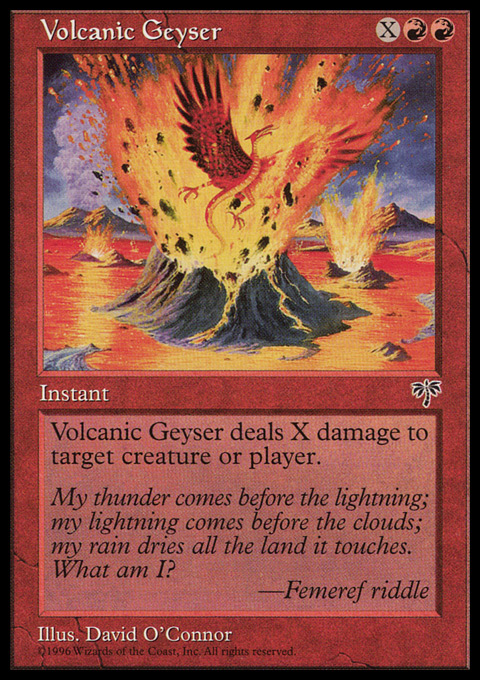 Volcanic Geyser X
Instant
Volcanic Geyser deals X damage to
target creature or player.
My thunder comes before the lightning;
my lightning comes before the clouds;
my rain dries all the land it touches.
What am I?
—Femeref riddle
Illus. David O'Connor
©1996 Wizards of the Coast, Inc. All rights reserved.